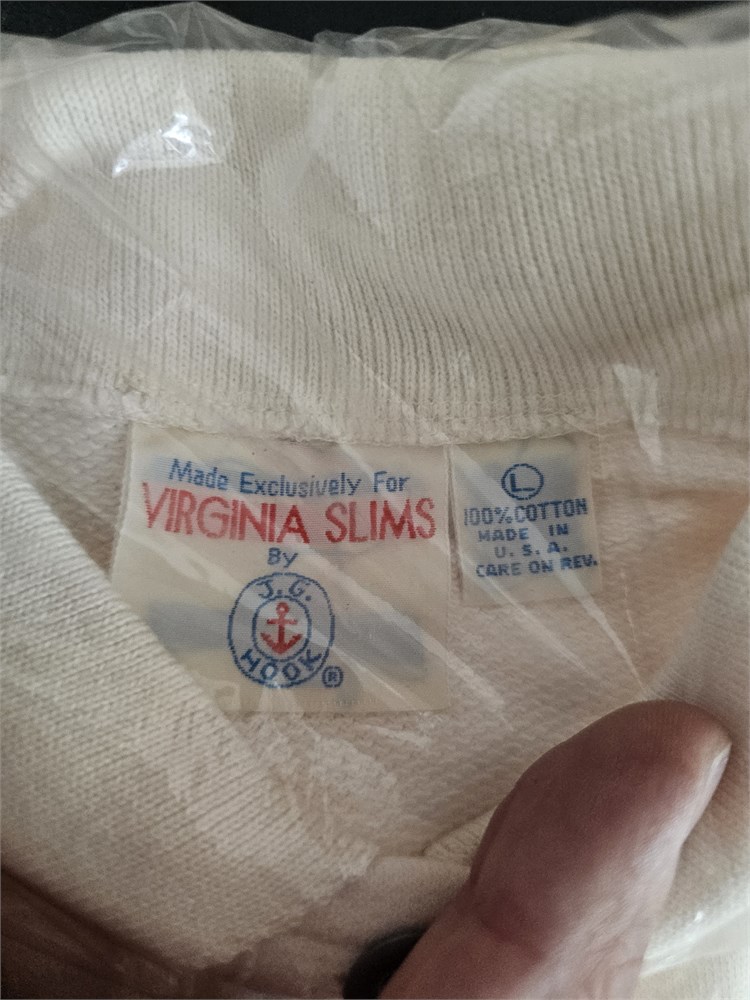 Made Exclusively For
VIRGINIA SLIMS
By
J.G.
HOOK ®
L
100% COTTON
MADE IN
U. S. A.
CARE ON REV.